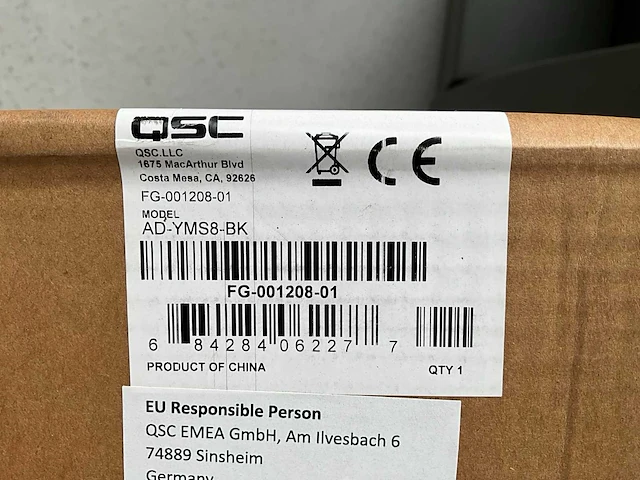 QSC
QSC.LLC
1675 MacArthur Blvd
Costa Mesa, CA, 92626
FG-001208-01
MODEL
AD-YMS8-BK
CE
FG-001208-01
6 84284 06227 7
PRODUCT OF CHINA
QTY 1
EU Responsible Person
QSC EMEA GmbH, Am Ilvesbach 6
74889 Sinsheim
Germany